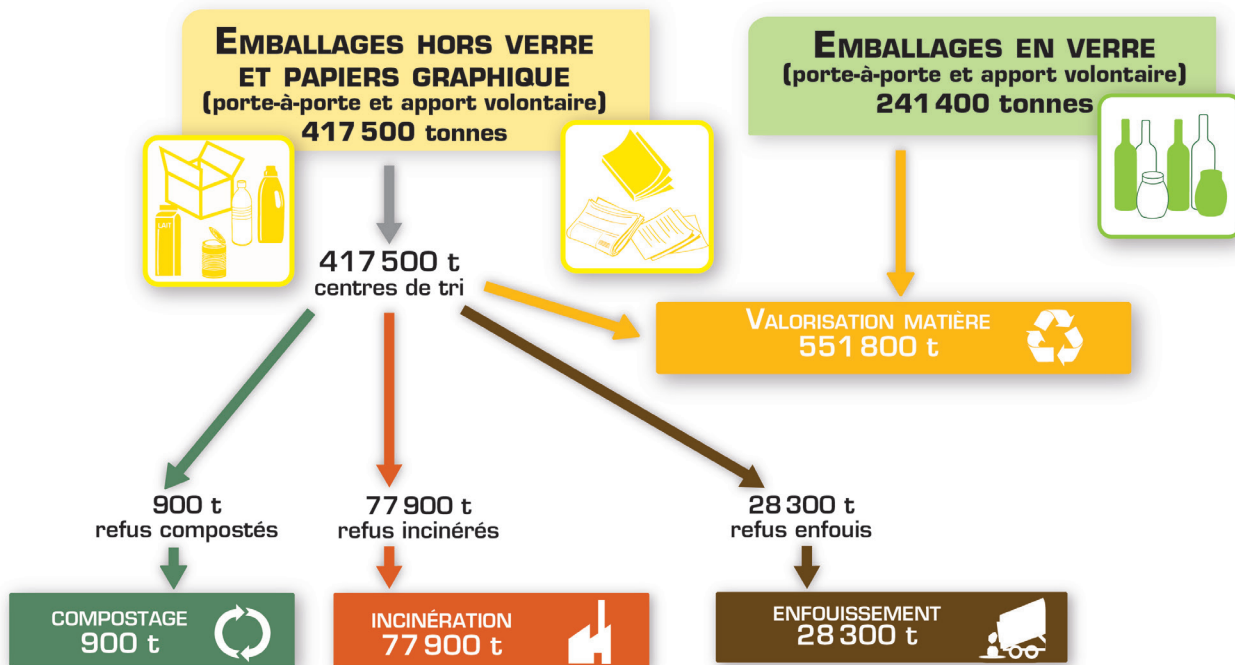 EMBALLAGES HORS VERRE
ET PAPIERS GRAPHIQUE
(porte-à-porte et apport volontaire)
417 500 tonnes
EMBALLAGES EN VERRE
(porte-à-porte et apport volontaire)
241 400 tonnes
LAIT
417 500 t
centres de tri
VALORISATION MATIÈRE
551 800 t
900 t
refus compostés
77 900 t
refus incinérés
28 300 t
refus enfouis
COMPOSTAGE
900 t
INCINÉRATION
77 900 t
ENFOUISSEMENT
28 300 t